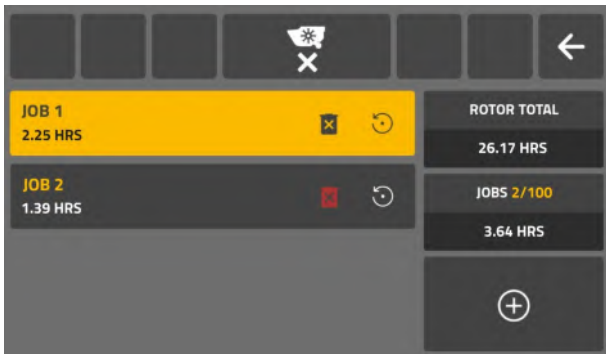 JOB 1
2.25 HRS
JOB 2
1.39 HRS
ROTOR TOTAL
26.17 HRS
JOBS 2/100
3.64 HRS